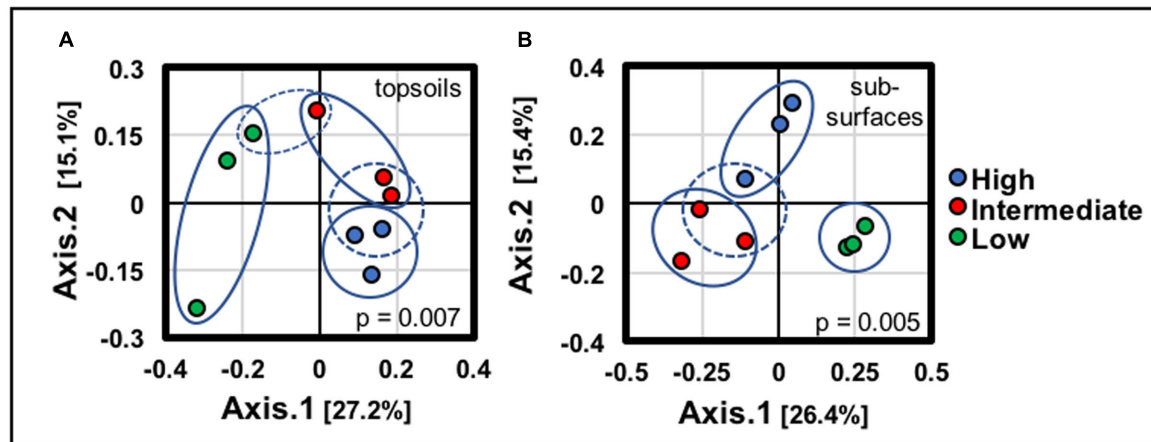 A
0.3
0.15
0
-0.15
-0.3
Axis.2 [15.1%]
topsoils
p = 0.007
-0.4
-0.2
0
0.2
0.4
Axis.1 [27.2%]
B
0.4
0.2
0
-0.2
-0.4
Axis.2 [15.4%]
sub-
surfaces
p = 0.005
-0.5
-0.25
0
0.25
0.5
Axis.1 [26.4%]
High
Intermediate
Low